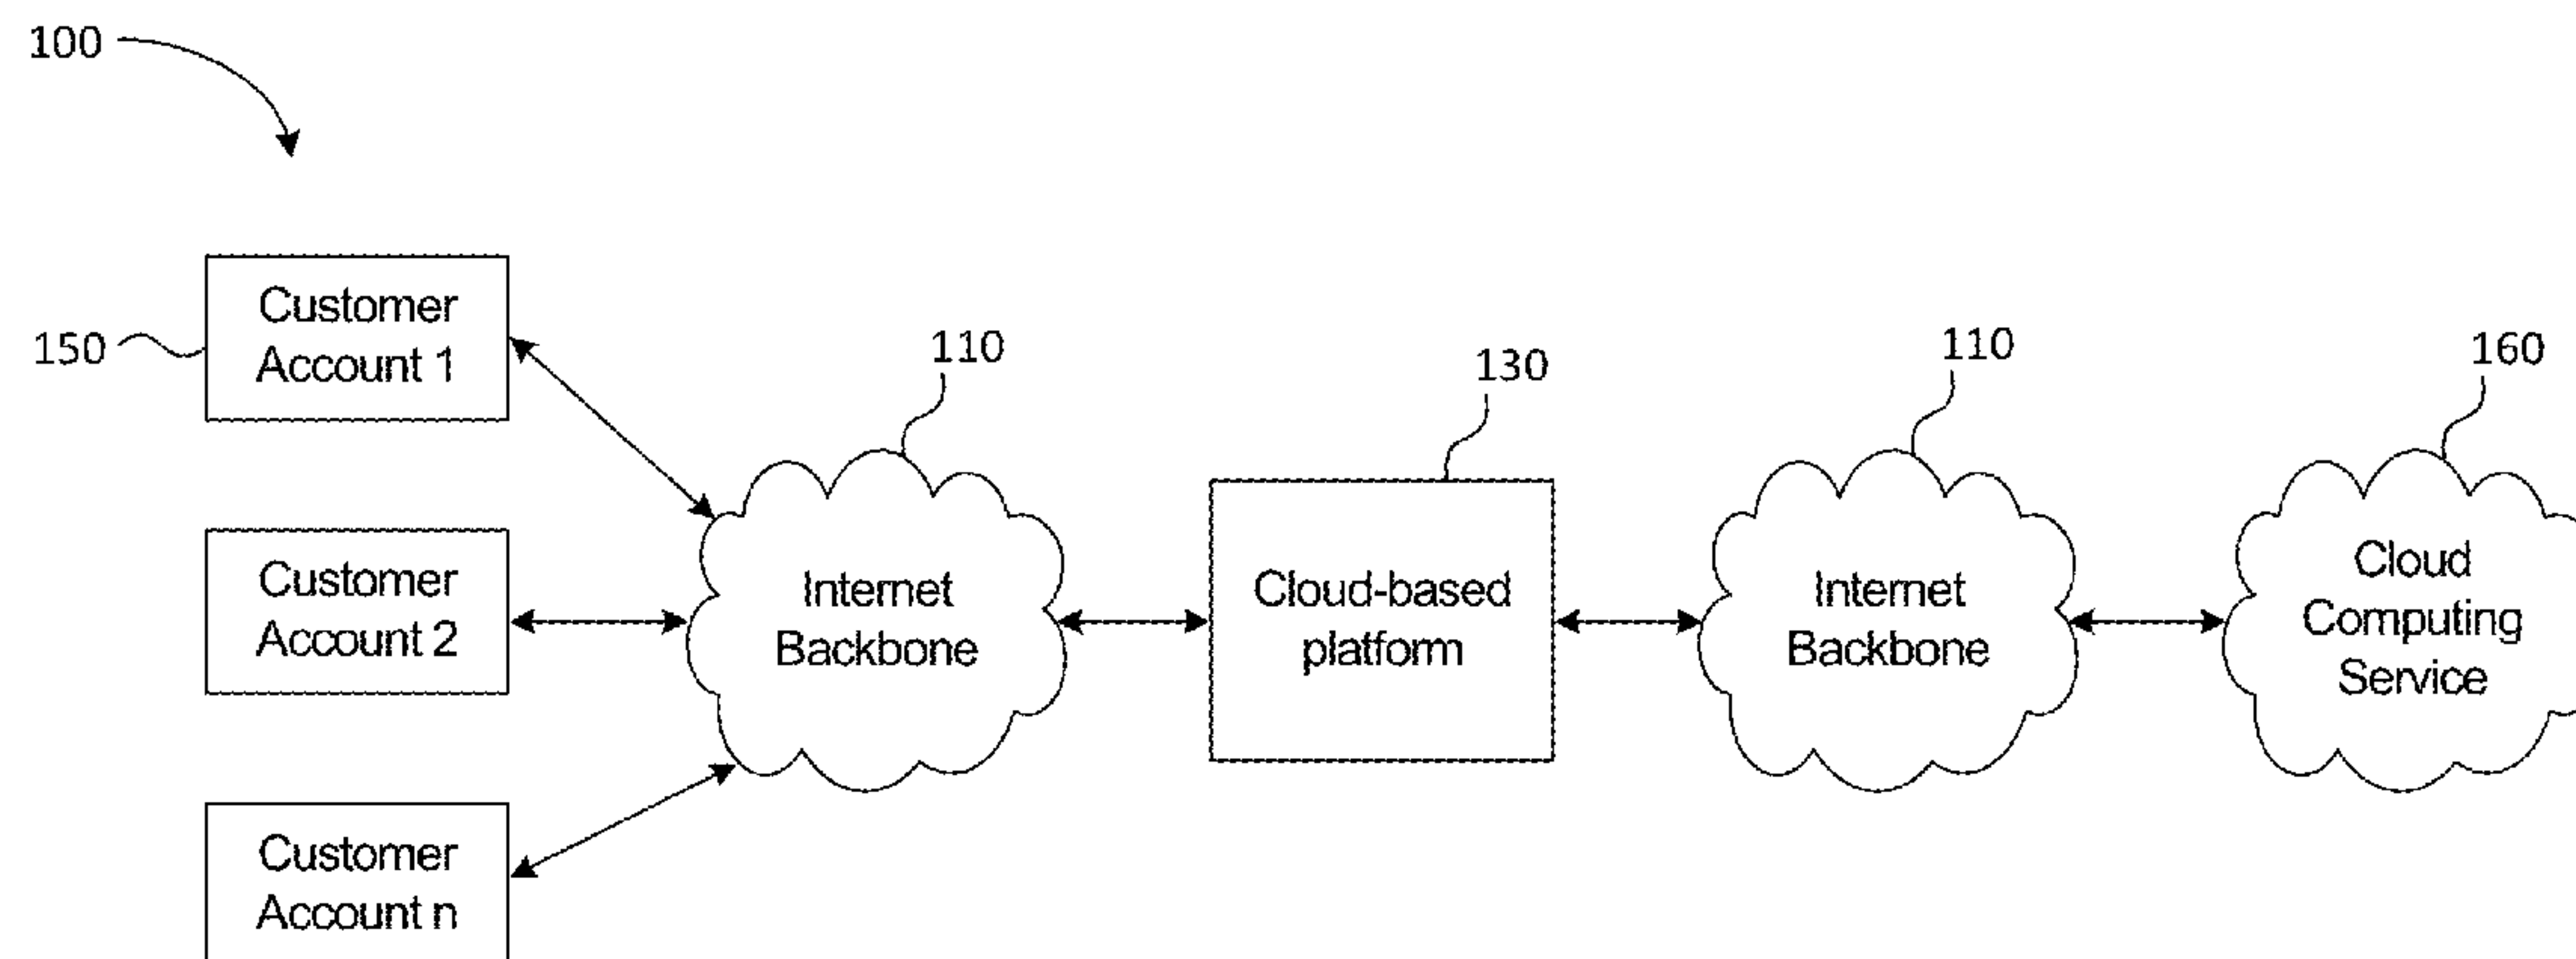 100
Customer
Account 1
150
110
130
110
160
Customer
Account 2
Internet
Backbone
Cloud-based
platform
Internet
Backbone
Cloud
Computing
Service
Customer
Account n